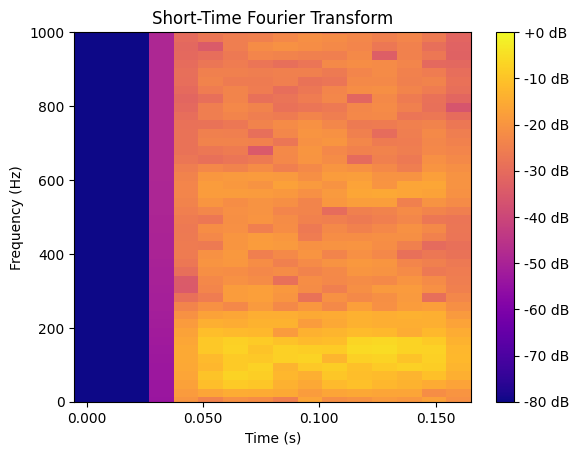 Short-Time Fourier Transform
1000
800
600
400
200
0
Frequency (Hz)
0.000
0.050
0.100
0.150
Time (s)
+0 dB
-10 dB
-20 dB
-30 dB
-40 dB
-50 dB
-60 dB
-70 dB
-80 dB